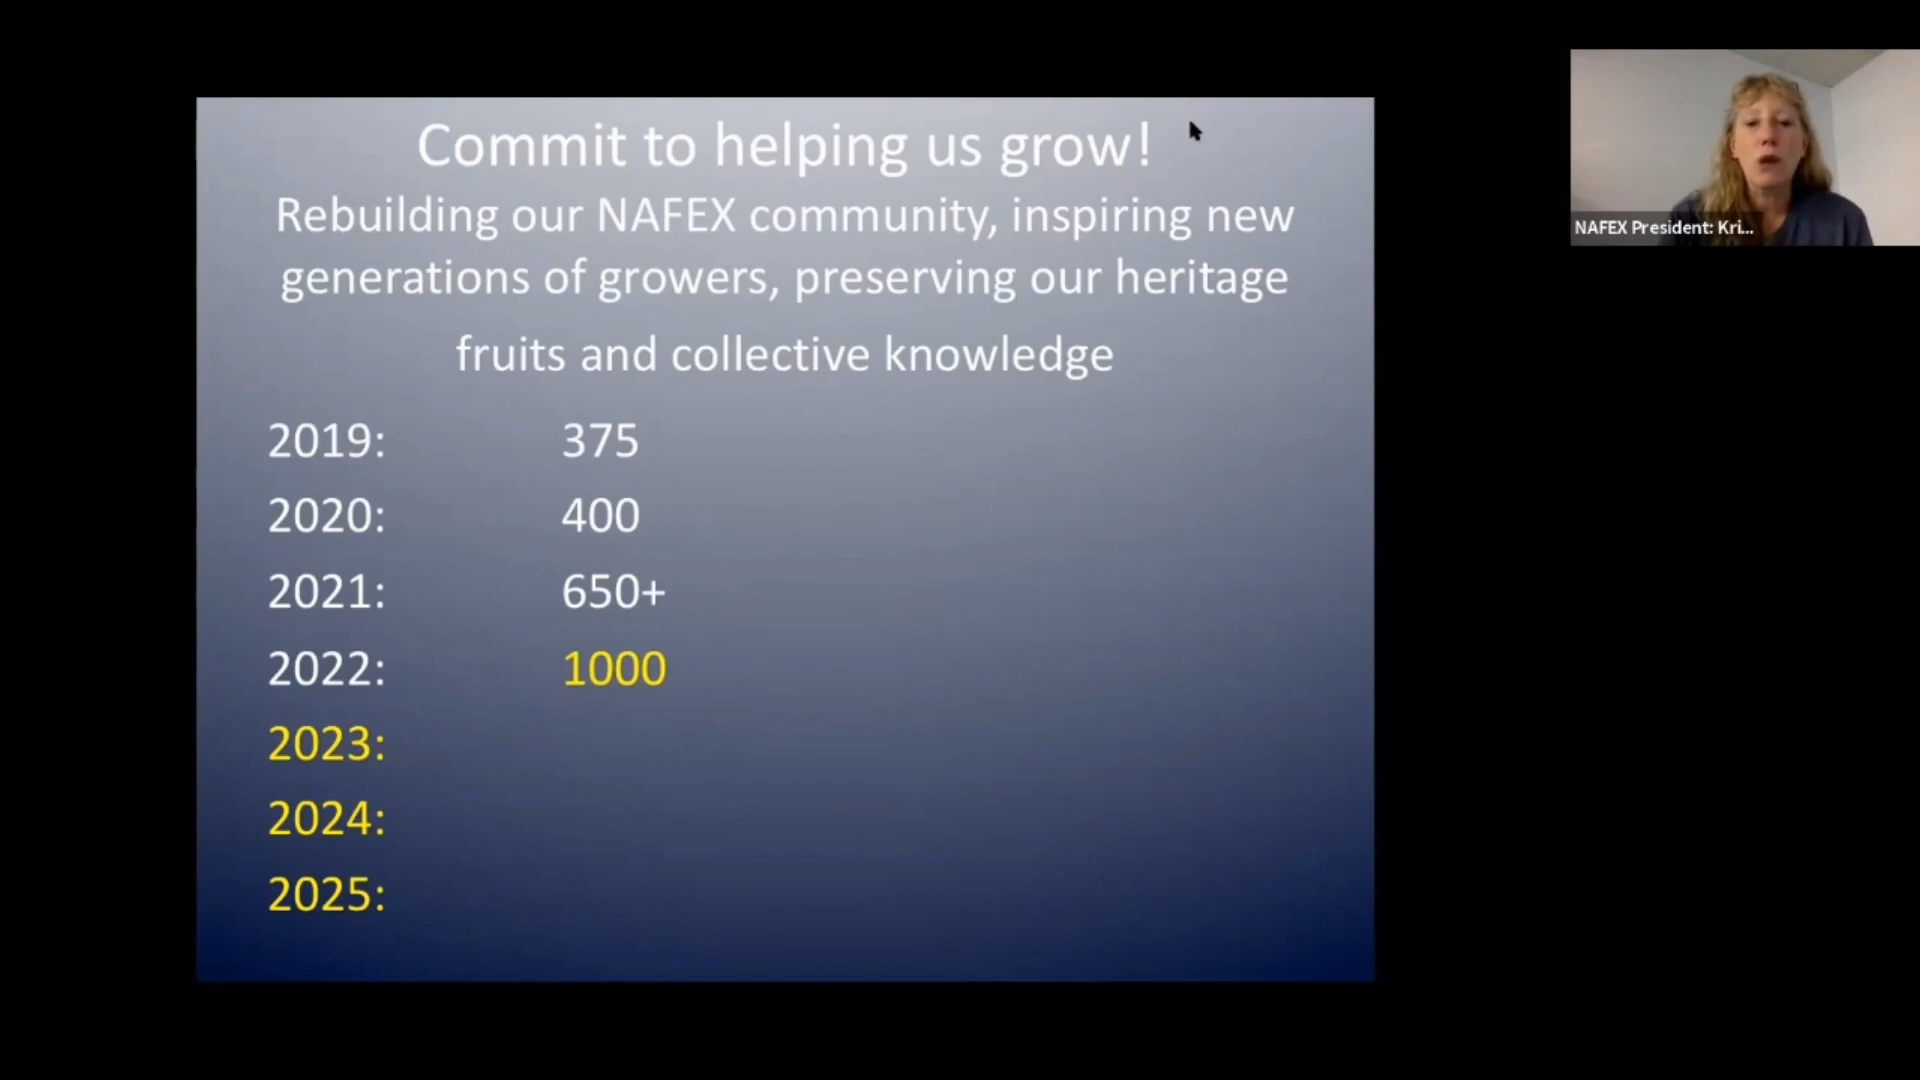 Commit to helping us grow!
Rebuilding our NAFEX community, inspiring new
generations of growers, preserving our heritage
fruits and collective knowledge
2019: 375
2020: 400
2021: 650+
2022: 1000
2023:
2024:
2025:
NAFEX President: Kri...